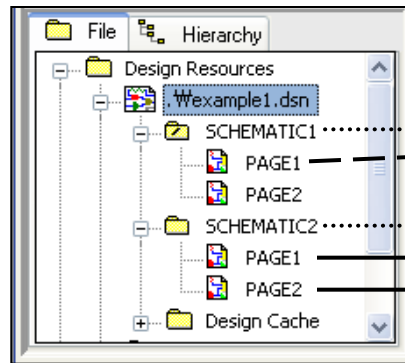 File Hierarchy
Design Resources
.₩example1.dsn
SCHEMATIC1
PAGE1
PAGE2
SCHEMATIC2
PAGE1
PAGE2
Design Cache